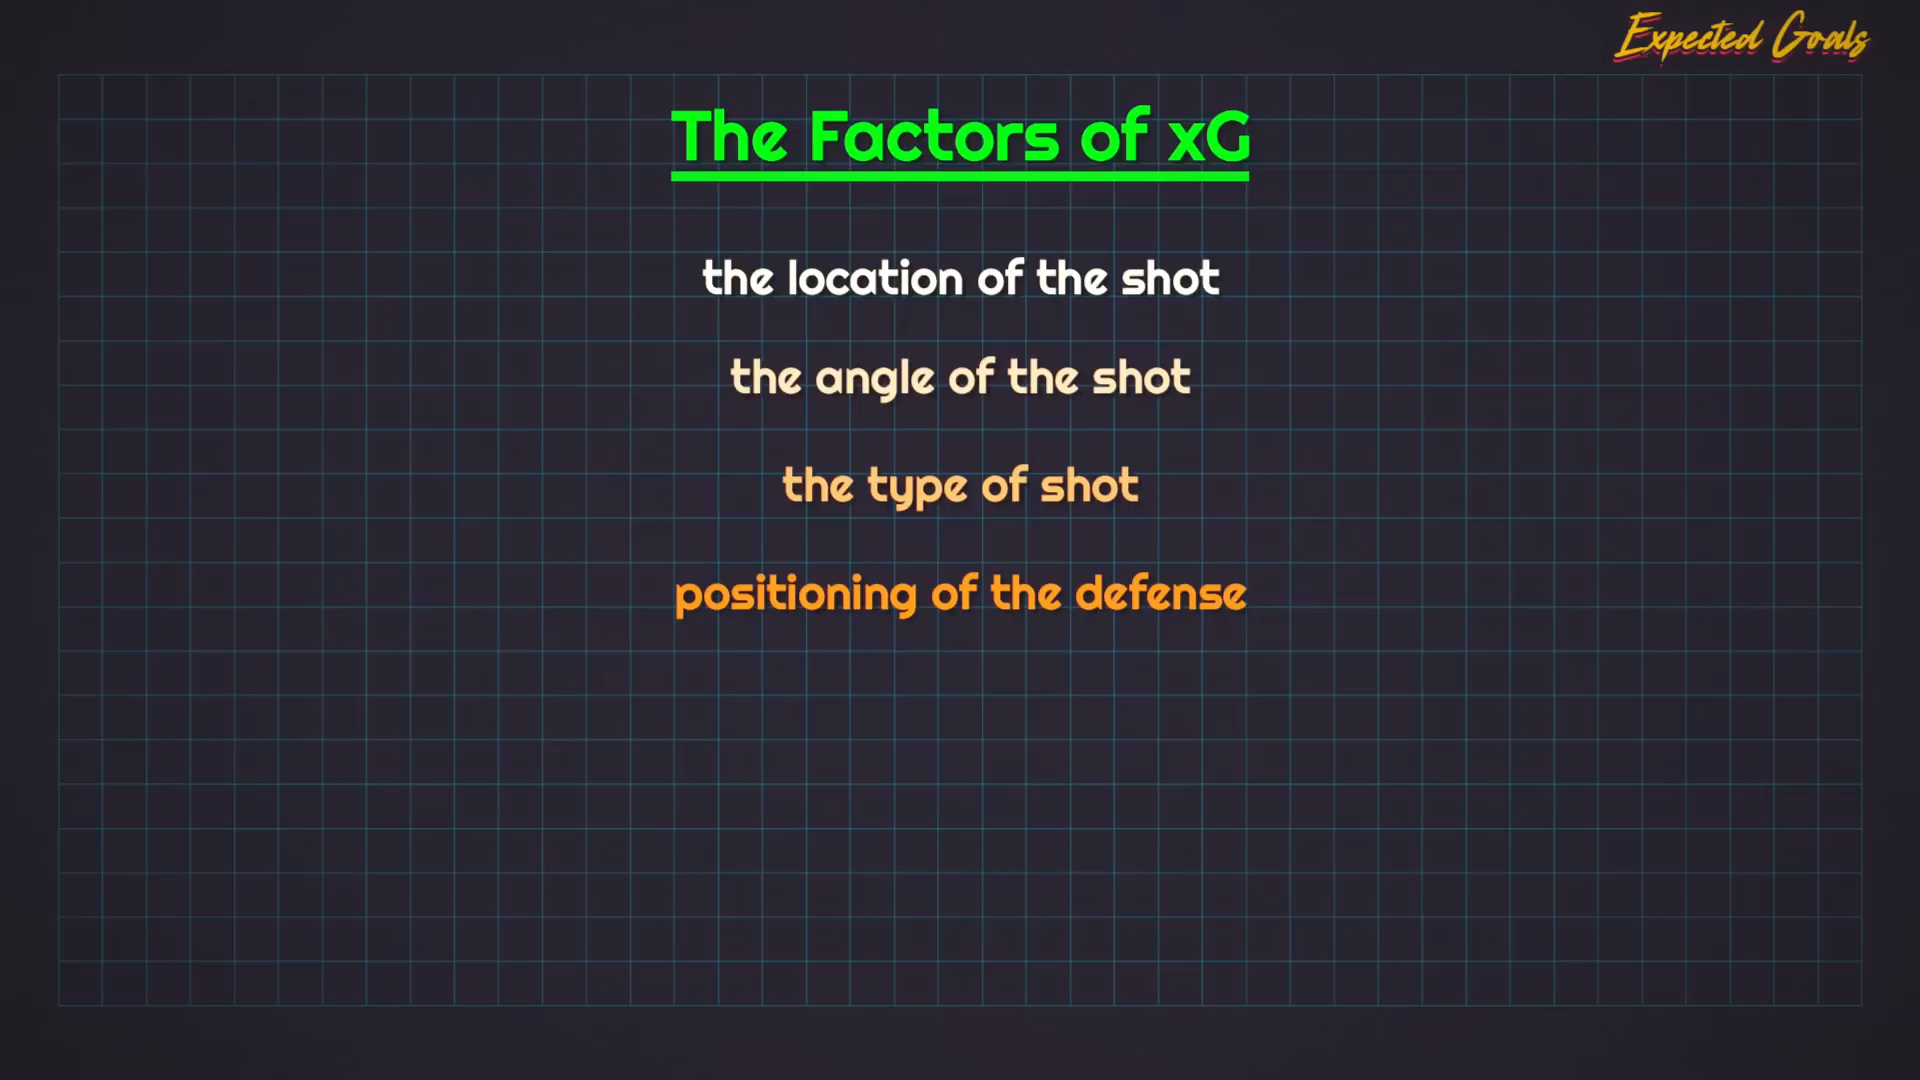 Expected Goals
The Factors of xG
the location of the shot
the angle of the shot
the type of shot
positioning of the defense